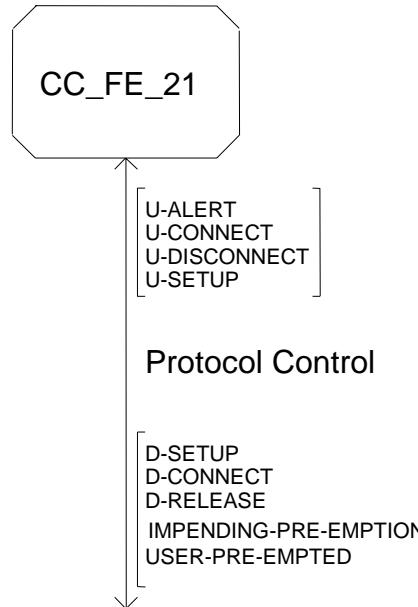 CC_FE_21
U-ALERT
U-CONNECT
U-DISCONNECT
U-SETUP
Protocol Control
D-SETUP
D-CONNECT
D-RELEASE
IMPENDING-PRE-EMPTION
USER-PRE-EMPTED